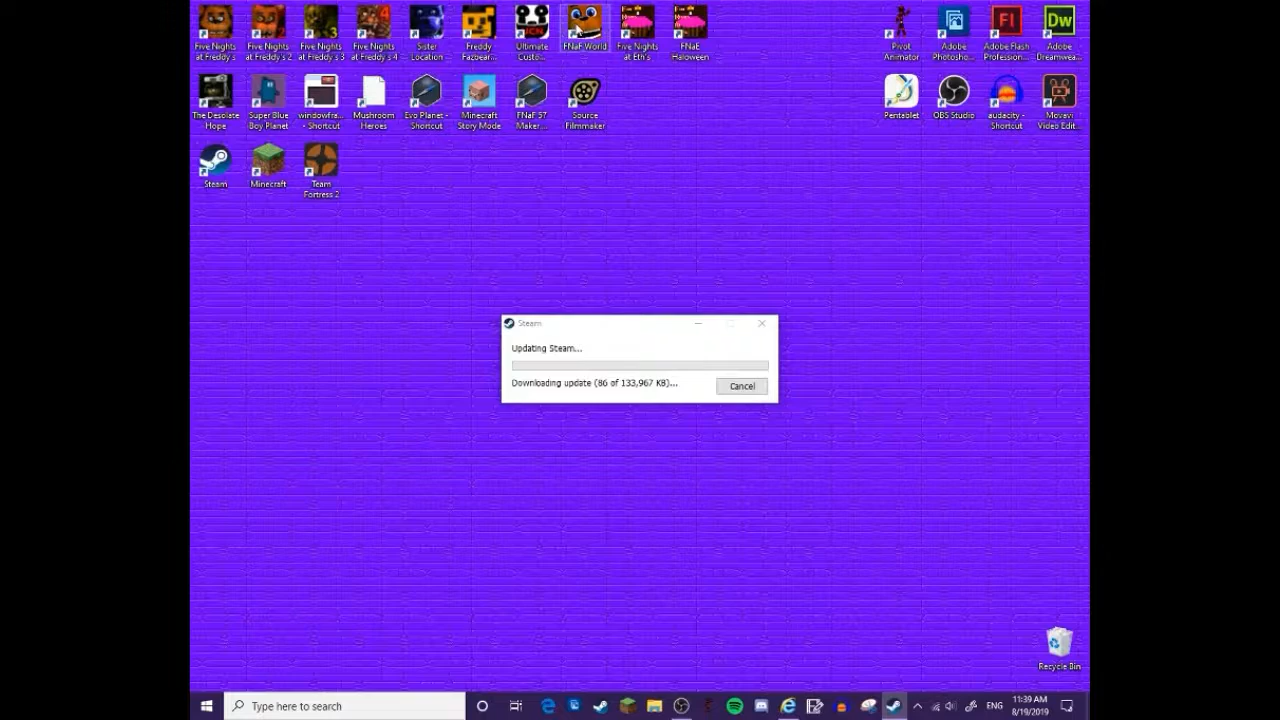 Five Nights at Freddy's
Five Nights at Freddy's 2
Five Nights at Freddy's 3
Five Nights at Freddy's 4
Sister Location
Freddy Fazbear...
Ultimate Custo...
FNaF World
Five Nights at Eth's
FNAE Haloween
Pivot Animator
Adobe Photosho...
Adobe Flash Profession...
Adobe Dreamwea...
The Desolate Hope
Super Blue Boy Planet
windowfra... - Shortcut
Mushroom Heroes
Evo Planet - Shortcut
Minecraft Story Mode
FNaF 57 Maker...
Source Filmmaker
Pentablet
OBS Studio
audacity - Shortcut
Movavi Video Edit...
Steam
Minecraft
Team Fortress 2
Steam
Updating Steam...
Downloading update (86 of 133,967 KB)...
Cancel
Recycle Bin
Type here to search
ENG
11:39 AM
8/19/2019